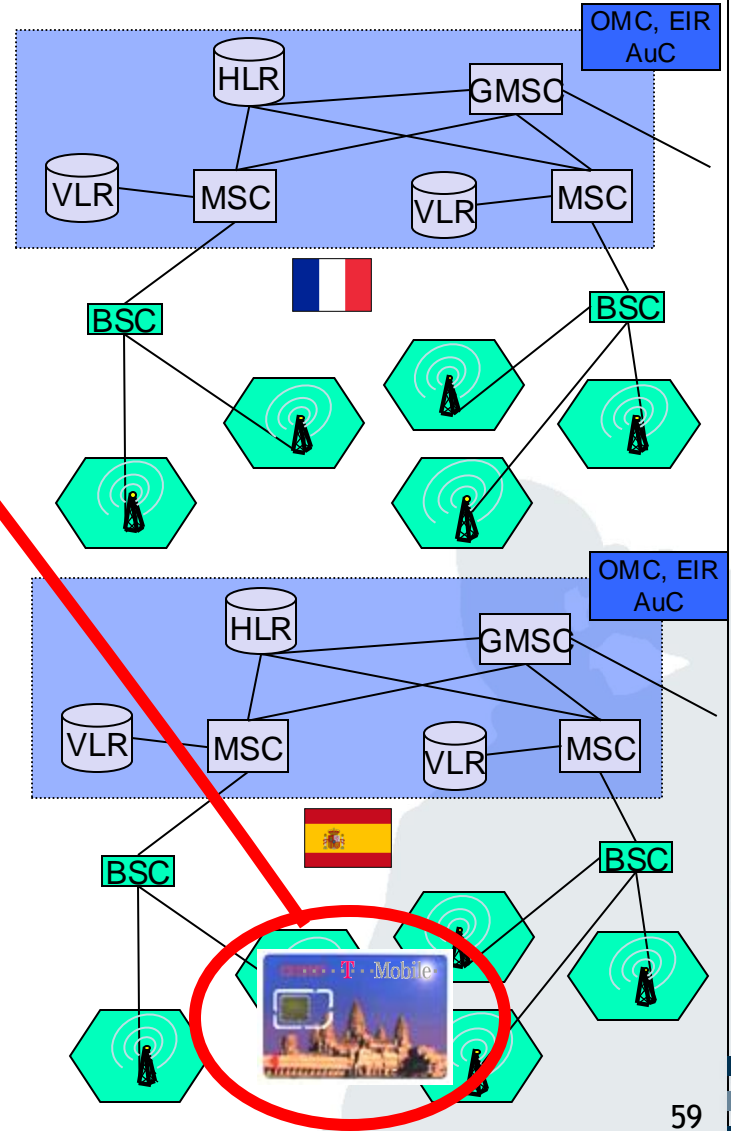 OMC, EIR
AuC
HLR
GMSC
VLR
MSC
VLR
MSC
BSC
BSC
OMC, EIR
AuC
HLR
GMSC
VLR
MSC
VLR
MSC
BSC
BSC
T Mobile
59